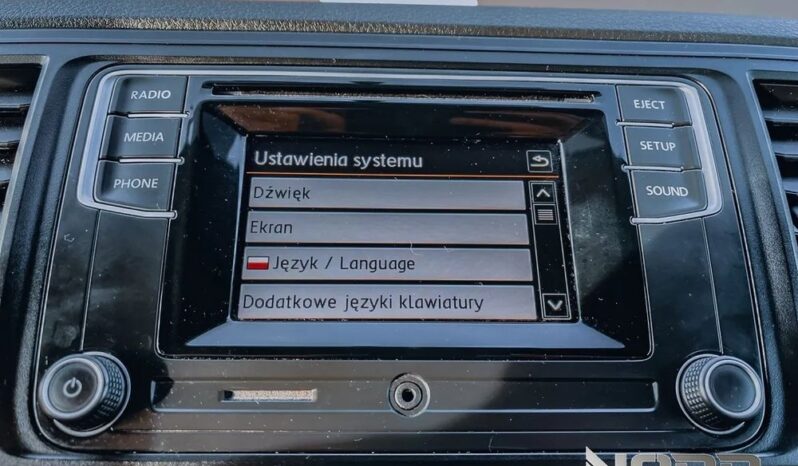 RADIO
MEDIA
PHONE
EJECT
SETUP
SOUND
Ustawienia systemu
Dźwięk
Ekran
Język / Language
Dodatkowe języki klawiatury